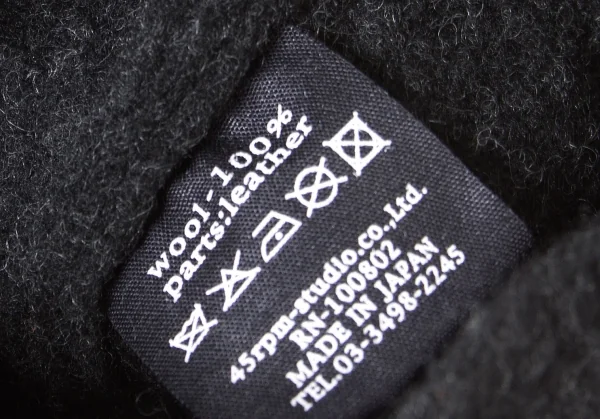 wool-100%
parts:leather
45rpm-studio.co.,Ltd.
RN-100802
MADE IN JAPAN
TEL.03-3498-2245